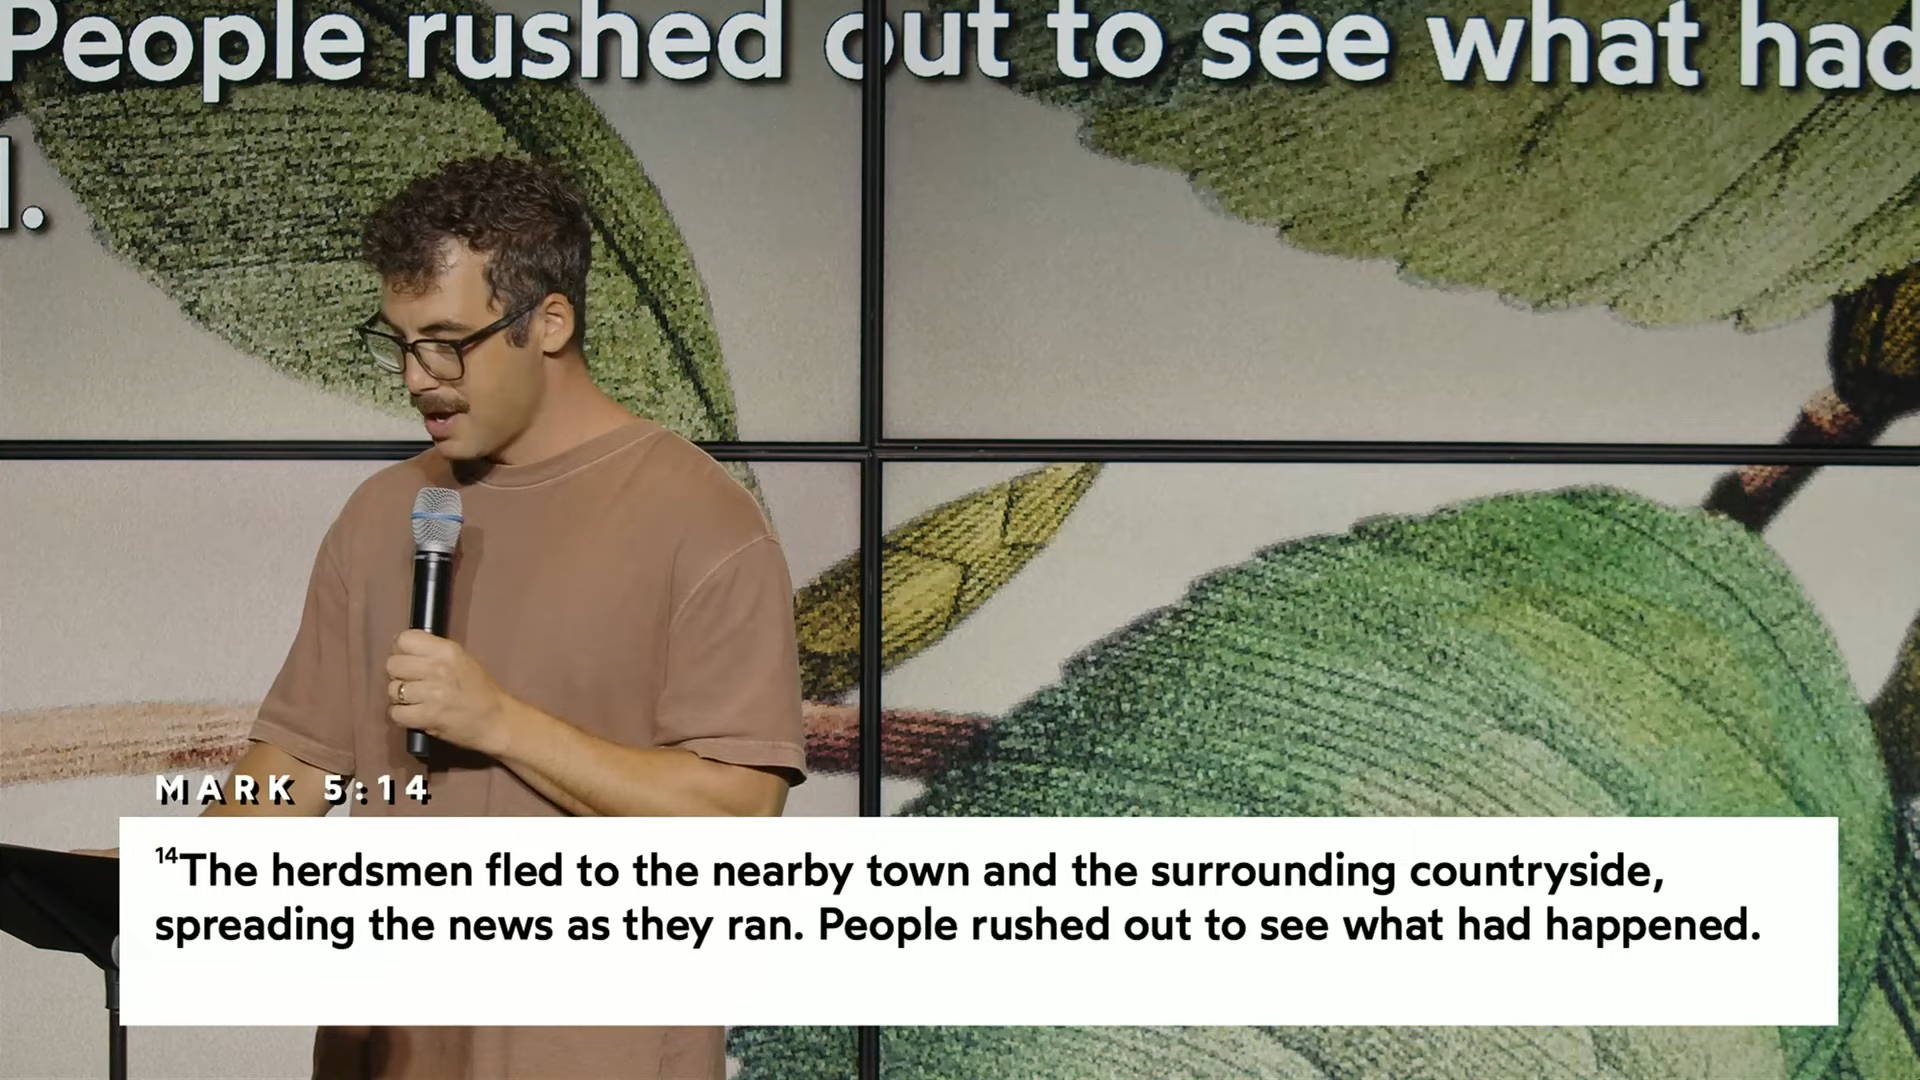 People rushed out to see what had
.
MARK 5:14
14The herdsmen fled to the nearby town and the surrounding countryside,
spreading the news as they ran. People rushed out to see what had happened.